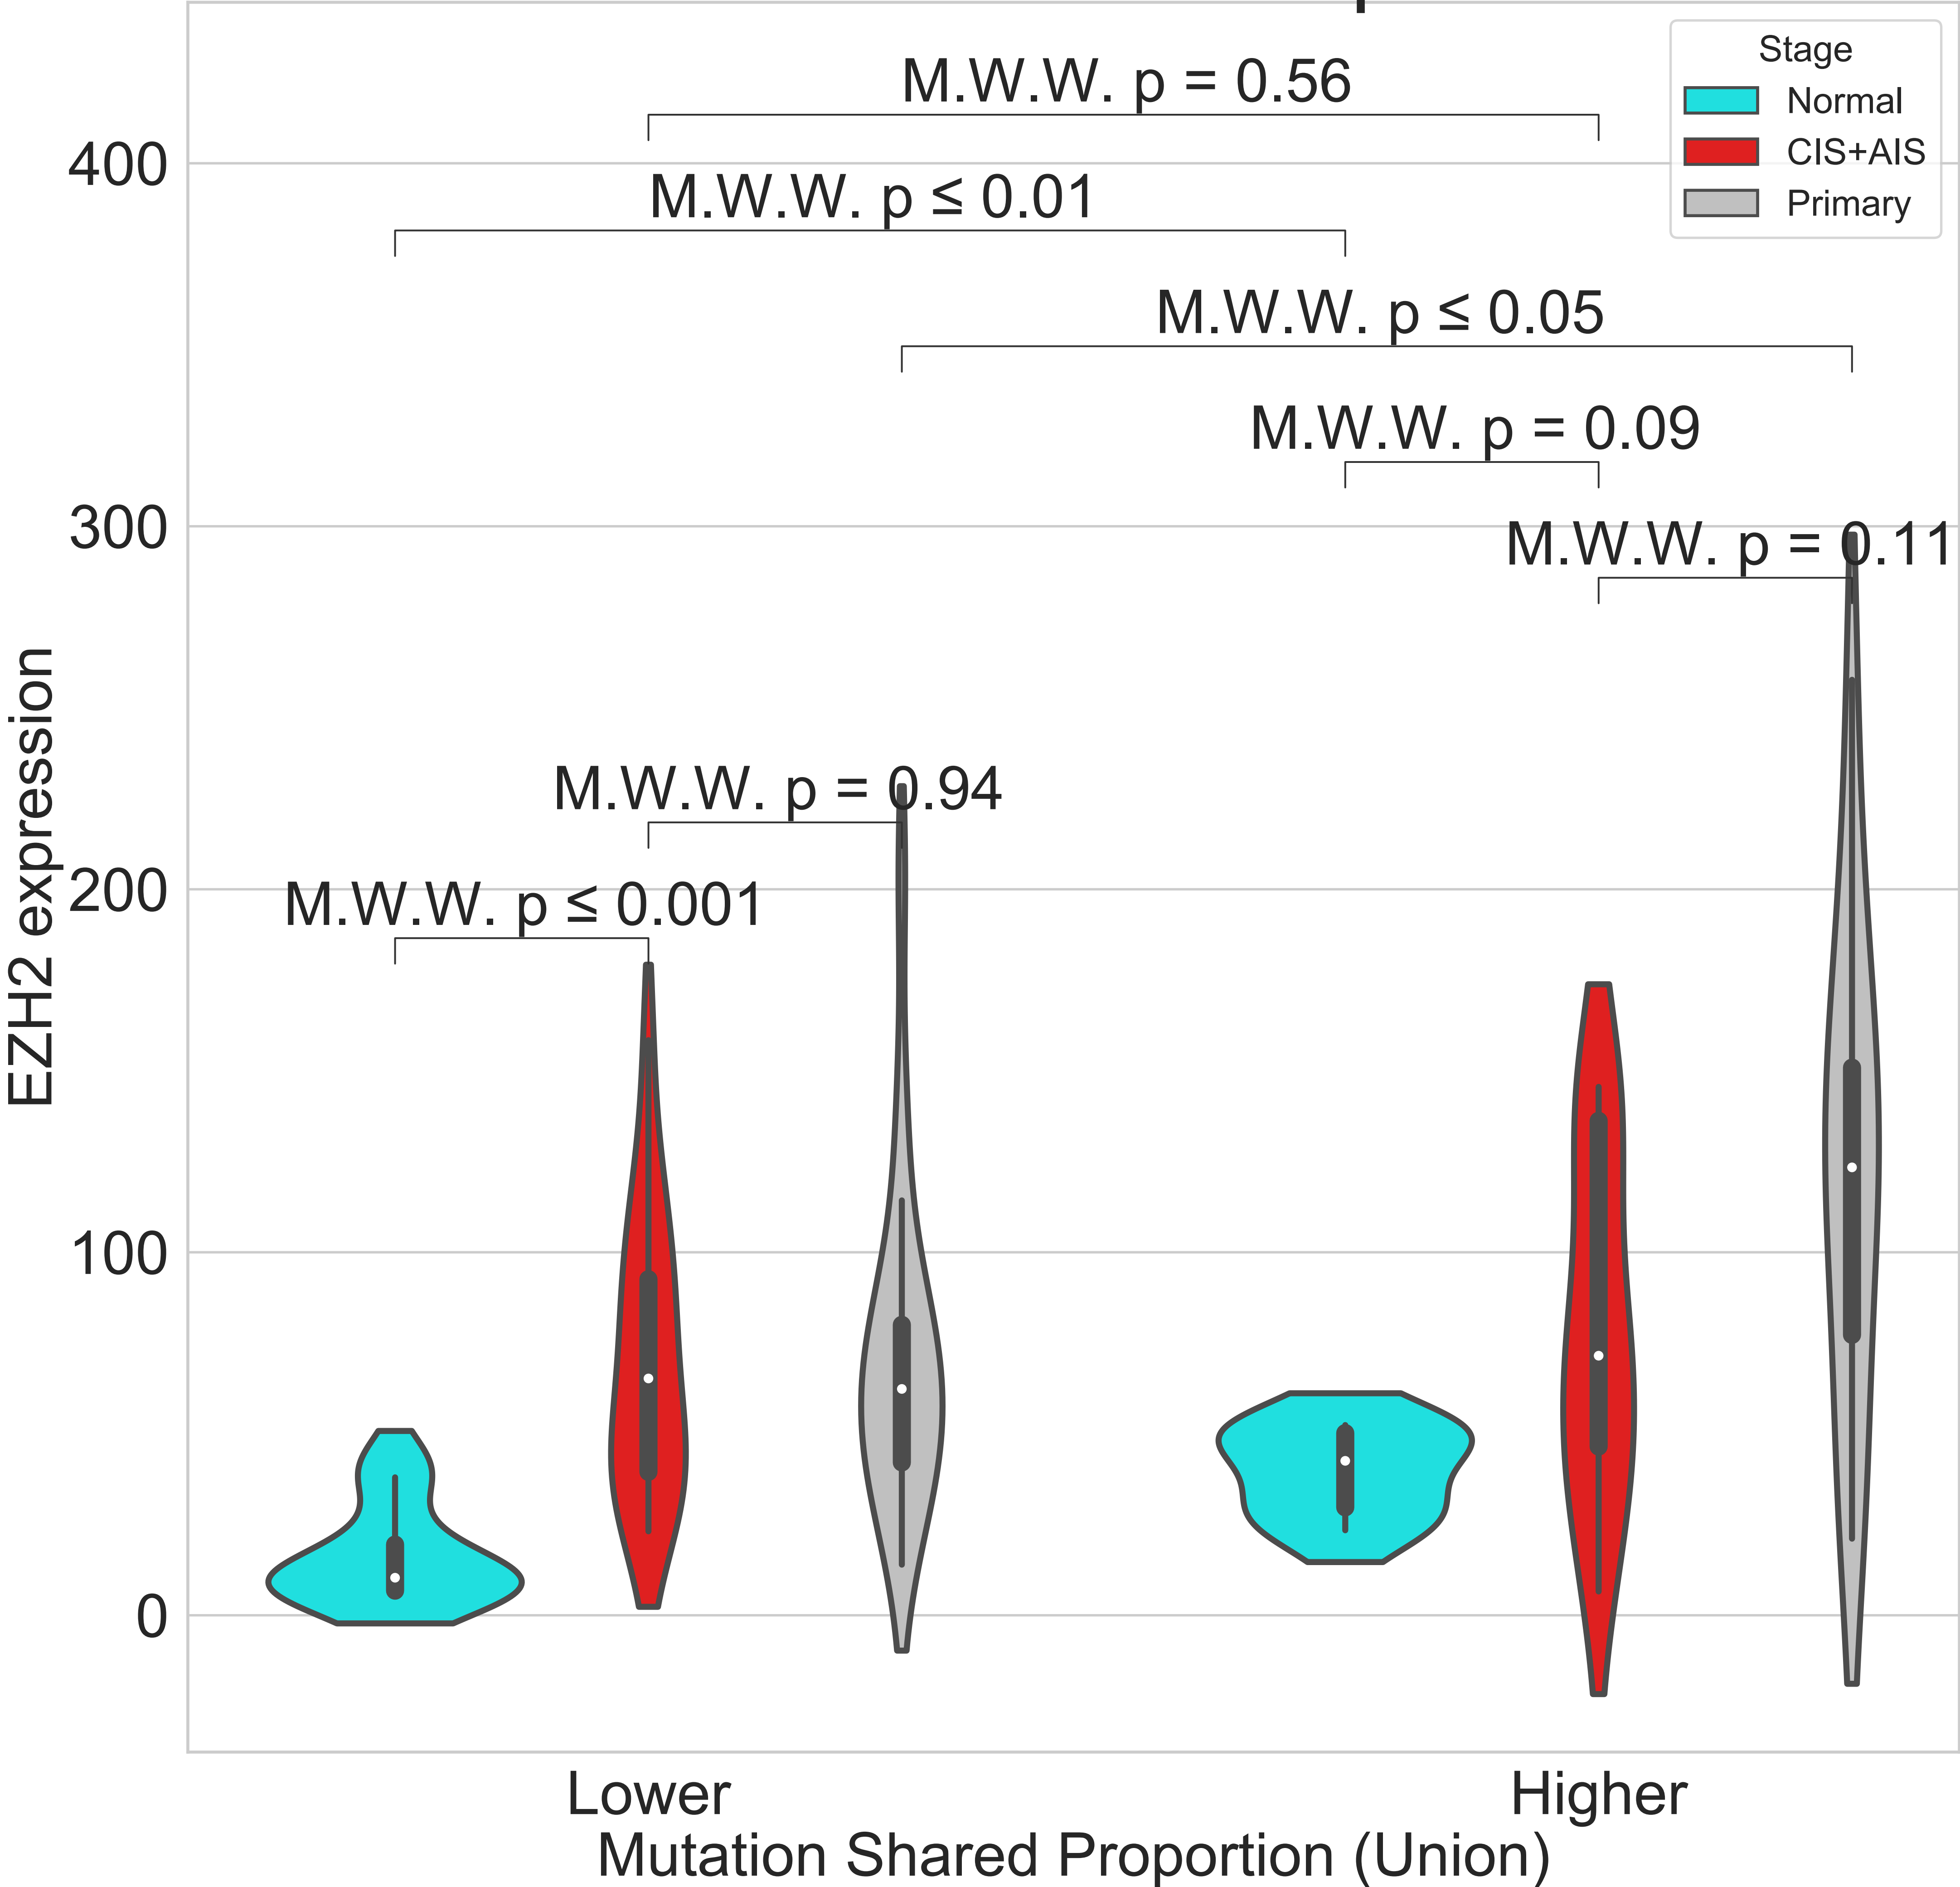 Stage
Normal
CIS+AIS
Primary
M.W.W. p = 0.56
M.W.W. p ≤ 0.01
M.W.W. p ≤ 0.05
M.W.W. p = 0.09
M.W.W. p = 0.11
M.W.W. p = 0.94
M.W.W. p ≤ 0.001
EZH2 expression
400
300
200
100
0
Lower
Higher
Mutation Shared Proportion (Union)